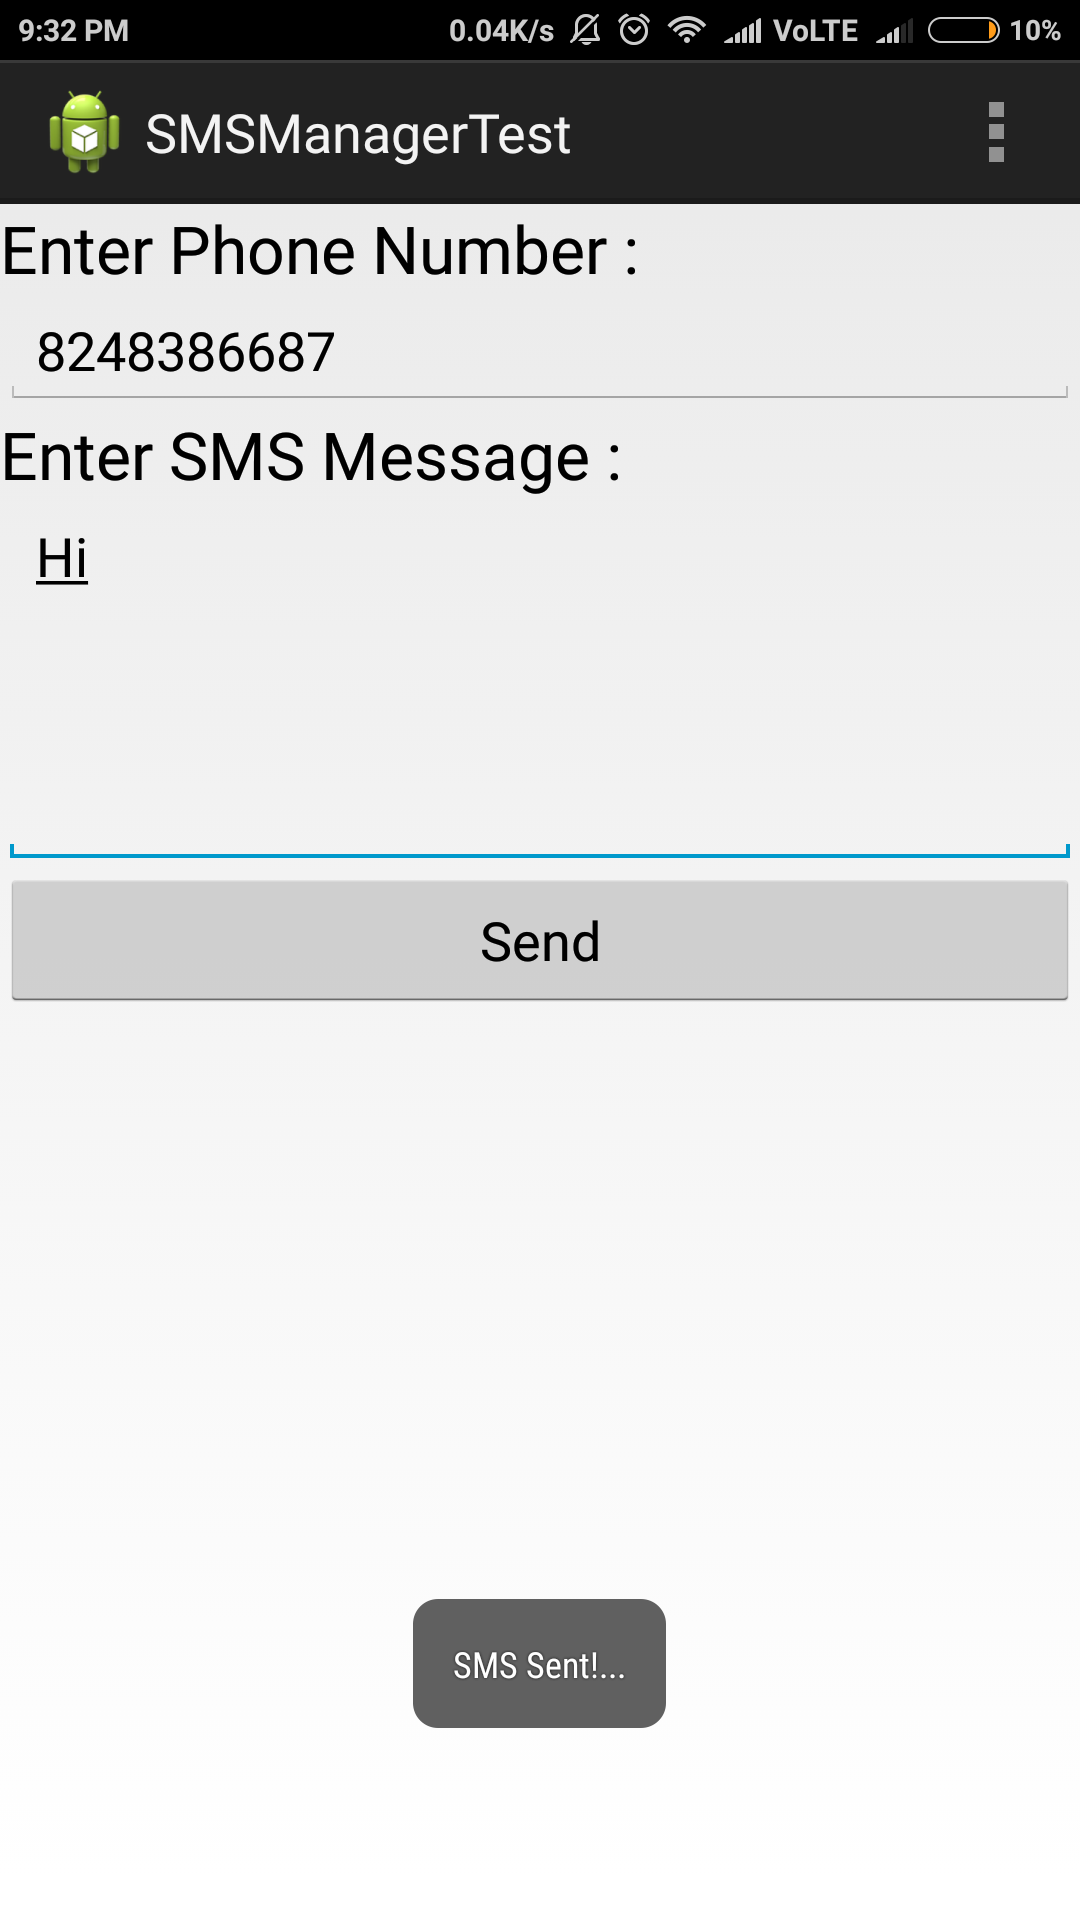 9:32 PM 0.04K/s VoLTE 10%
SMSManagerTest
Enter Phone Number :
8248386687
Enter SMS Message :
Hi
Send
SMS Sent!...